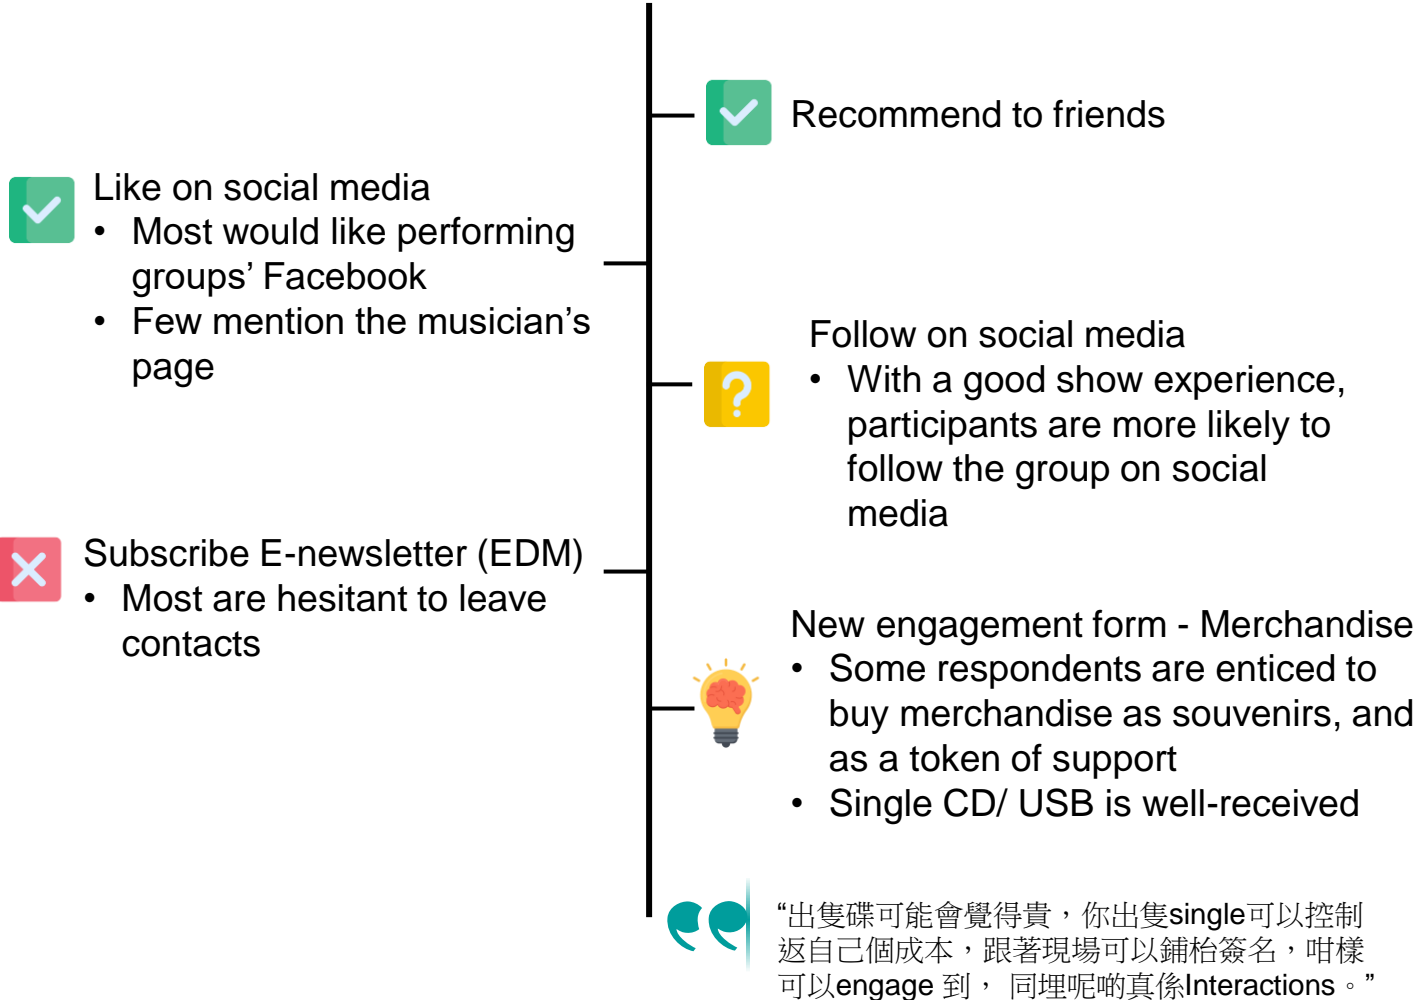 Recommend to friends
Like on social media
• Most would like performing
groups’ Facebook
• Few mention the musician’s
page
Follow on social media
• With a good show experience,
participants are more likely to
follow the group on social
media
Subscribe E-newsletter (EDM)
• Most are hesitant to leave
contacts
New engagement form - Merchandise
• Some respondents are enticed to
buy merchandise as souvenirs, and
as a token of support
• Single CD/ USB is well-received
“出隻碟可能會覺得貴，你出隻single可以控制
返自己個成本，跟著現場可以鋪枱簽名，咁樣
可以engage 到， 同埋呢啲真係Interactions。”